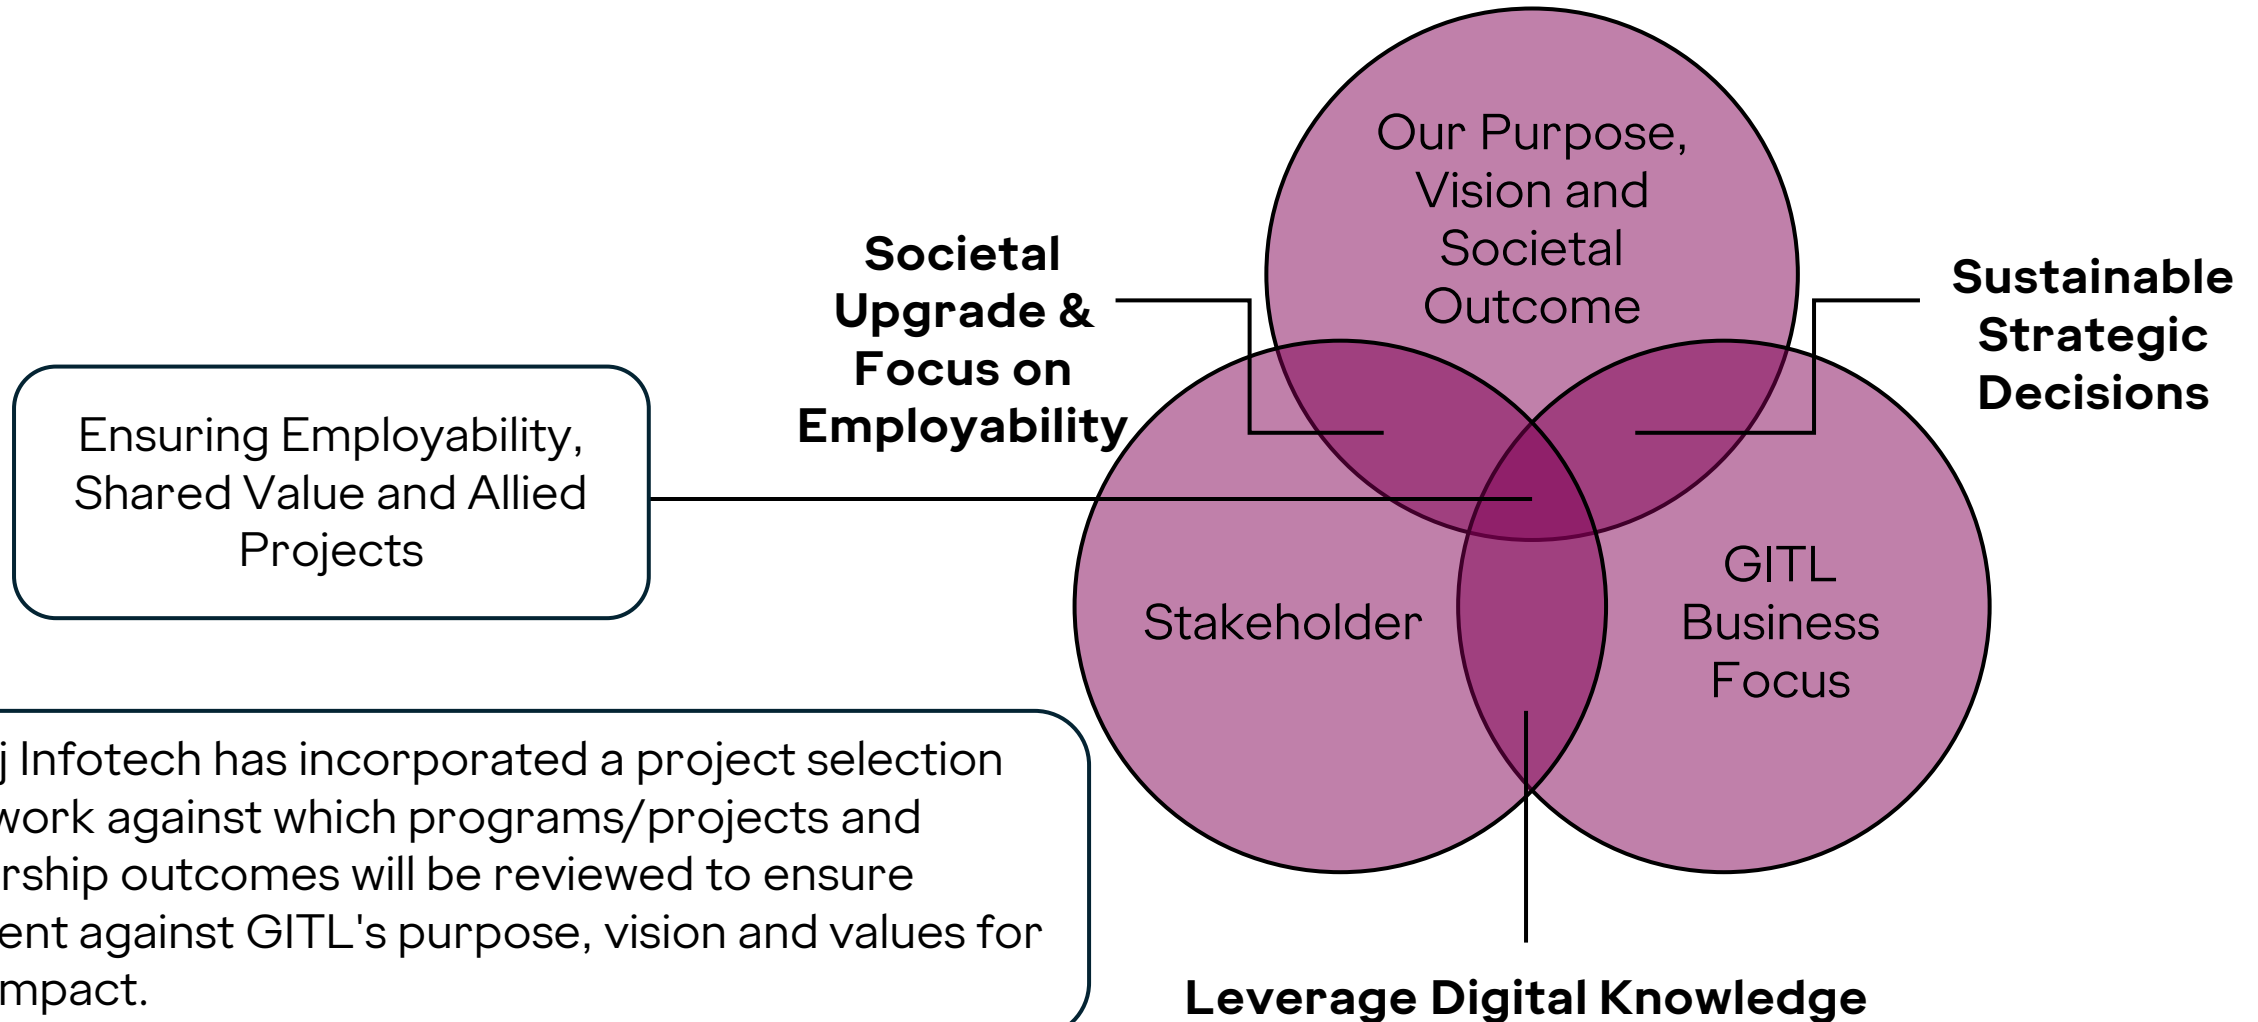 Our Purpose,
Vision and
Societal
Outcome
Societal
Upgrade &
Focus on
Employability
Sustainable
Strategic
Decisions
Ensuring Employability,
Shared Value and Allied
Projects
Stakeholder
GITL
Business
Focus
j Infotech has incorporated a project selection
work against which programs/projects and
rship outcomes will be reviewed to ensure
ent against GITL's purpose, vision and values for
mpact.
Leverage Digital Knowledge